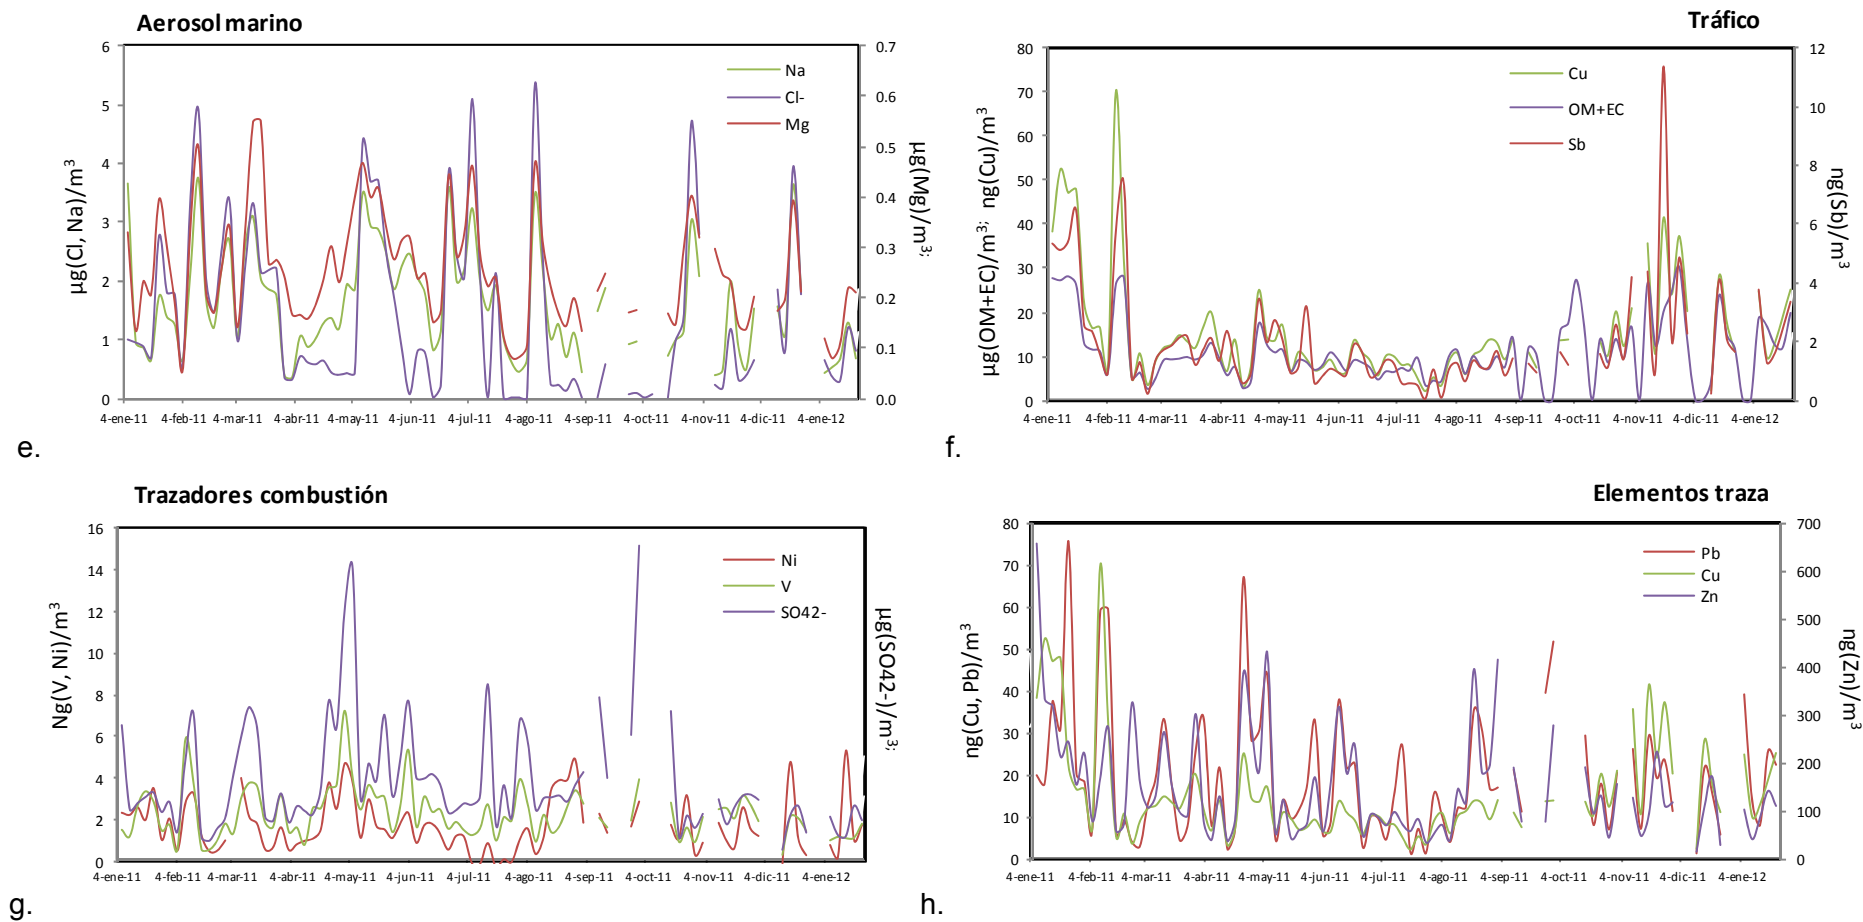 Aerosol marino
6
5
4
3
2
1
0
µg(Cl, Na)/m³
Na
Cl-
Mg
0.7
0.6
0.5
0.4
0.3
0.2
0.1
0.0
µg(Mg)/m³;
4-ene-11 4-feb-11 4-mar-11 4-abr-11 4-may-11 4-jun-11 4-jul-11 4-ago-11 4-sep-11 4-oct-11 4-nov-11 4-dic-11 4-ene-12
e.
Tráfico
80
70
60
50
40
30
20
10
0
µg(OM+EC)/m³; ng(Cu)/m³
Cu
OM+EC
Sb
12
10
8
6
4
2
0
ng(Sb)/m³
4-ene-11 4-feb-11 4-mar-11 4-abr-11 4-may-11 4-jun-11 4-jul-11 4-ago-11 4-sep-11 4-oct-11 4-nov-11 4-dic-11 4-ene-12
f.
Trazadores combustión
16
14
12
10
8
6
4
2
0
Ng(V, Ni)/m³
Ni
V
SO42-
µg(SO42-)/m³;
4-ene-11 4-feb-11 4-mar-11 4-abr-11 4-may-11 4-jun-11 4-jul-11 4-ago-11 4-sep-11 4-oct-11 4-nov-11 4-dic-11 4-ene-12
g.
Elementos traza
80
70
60
50
40
30
20
10
0
ng(Cu, Pb)/m³
Pb
Cu
Zn
700
600
500
400
300
200
100
0
ng(Zn)/m³
4-ene-11 4-feb-11 4-mar-11 4-abr-11 4-may-11 4-jun-11 4-jul-11 4-ago-11 4-sep-11 4-oct-11 4-nov-11 4-dic-11 4-ene-12
h.